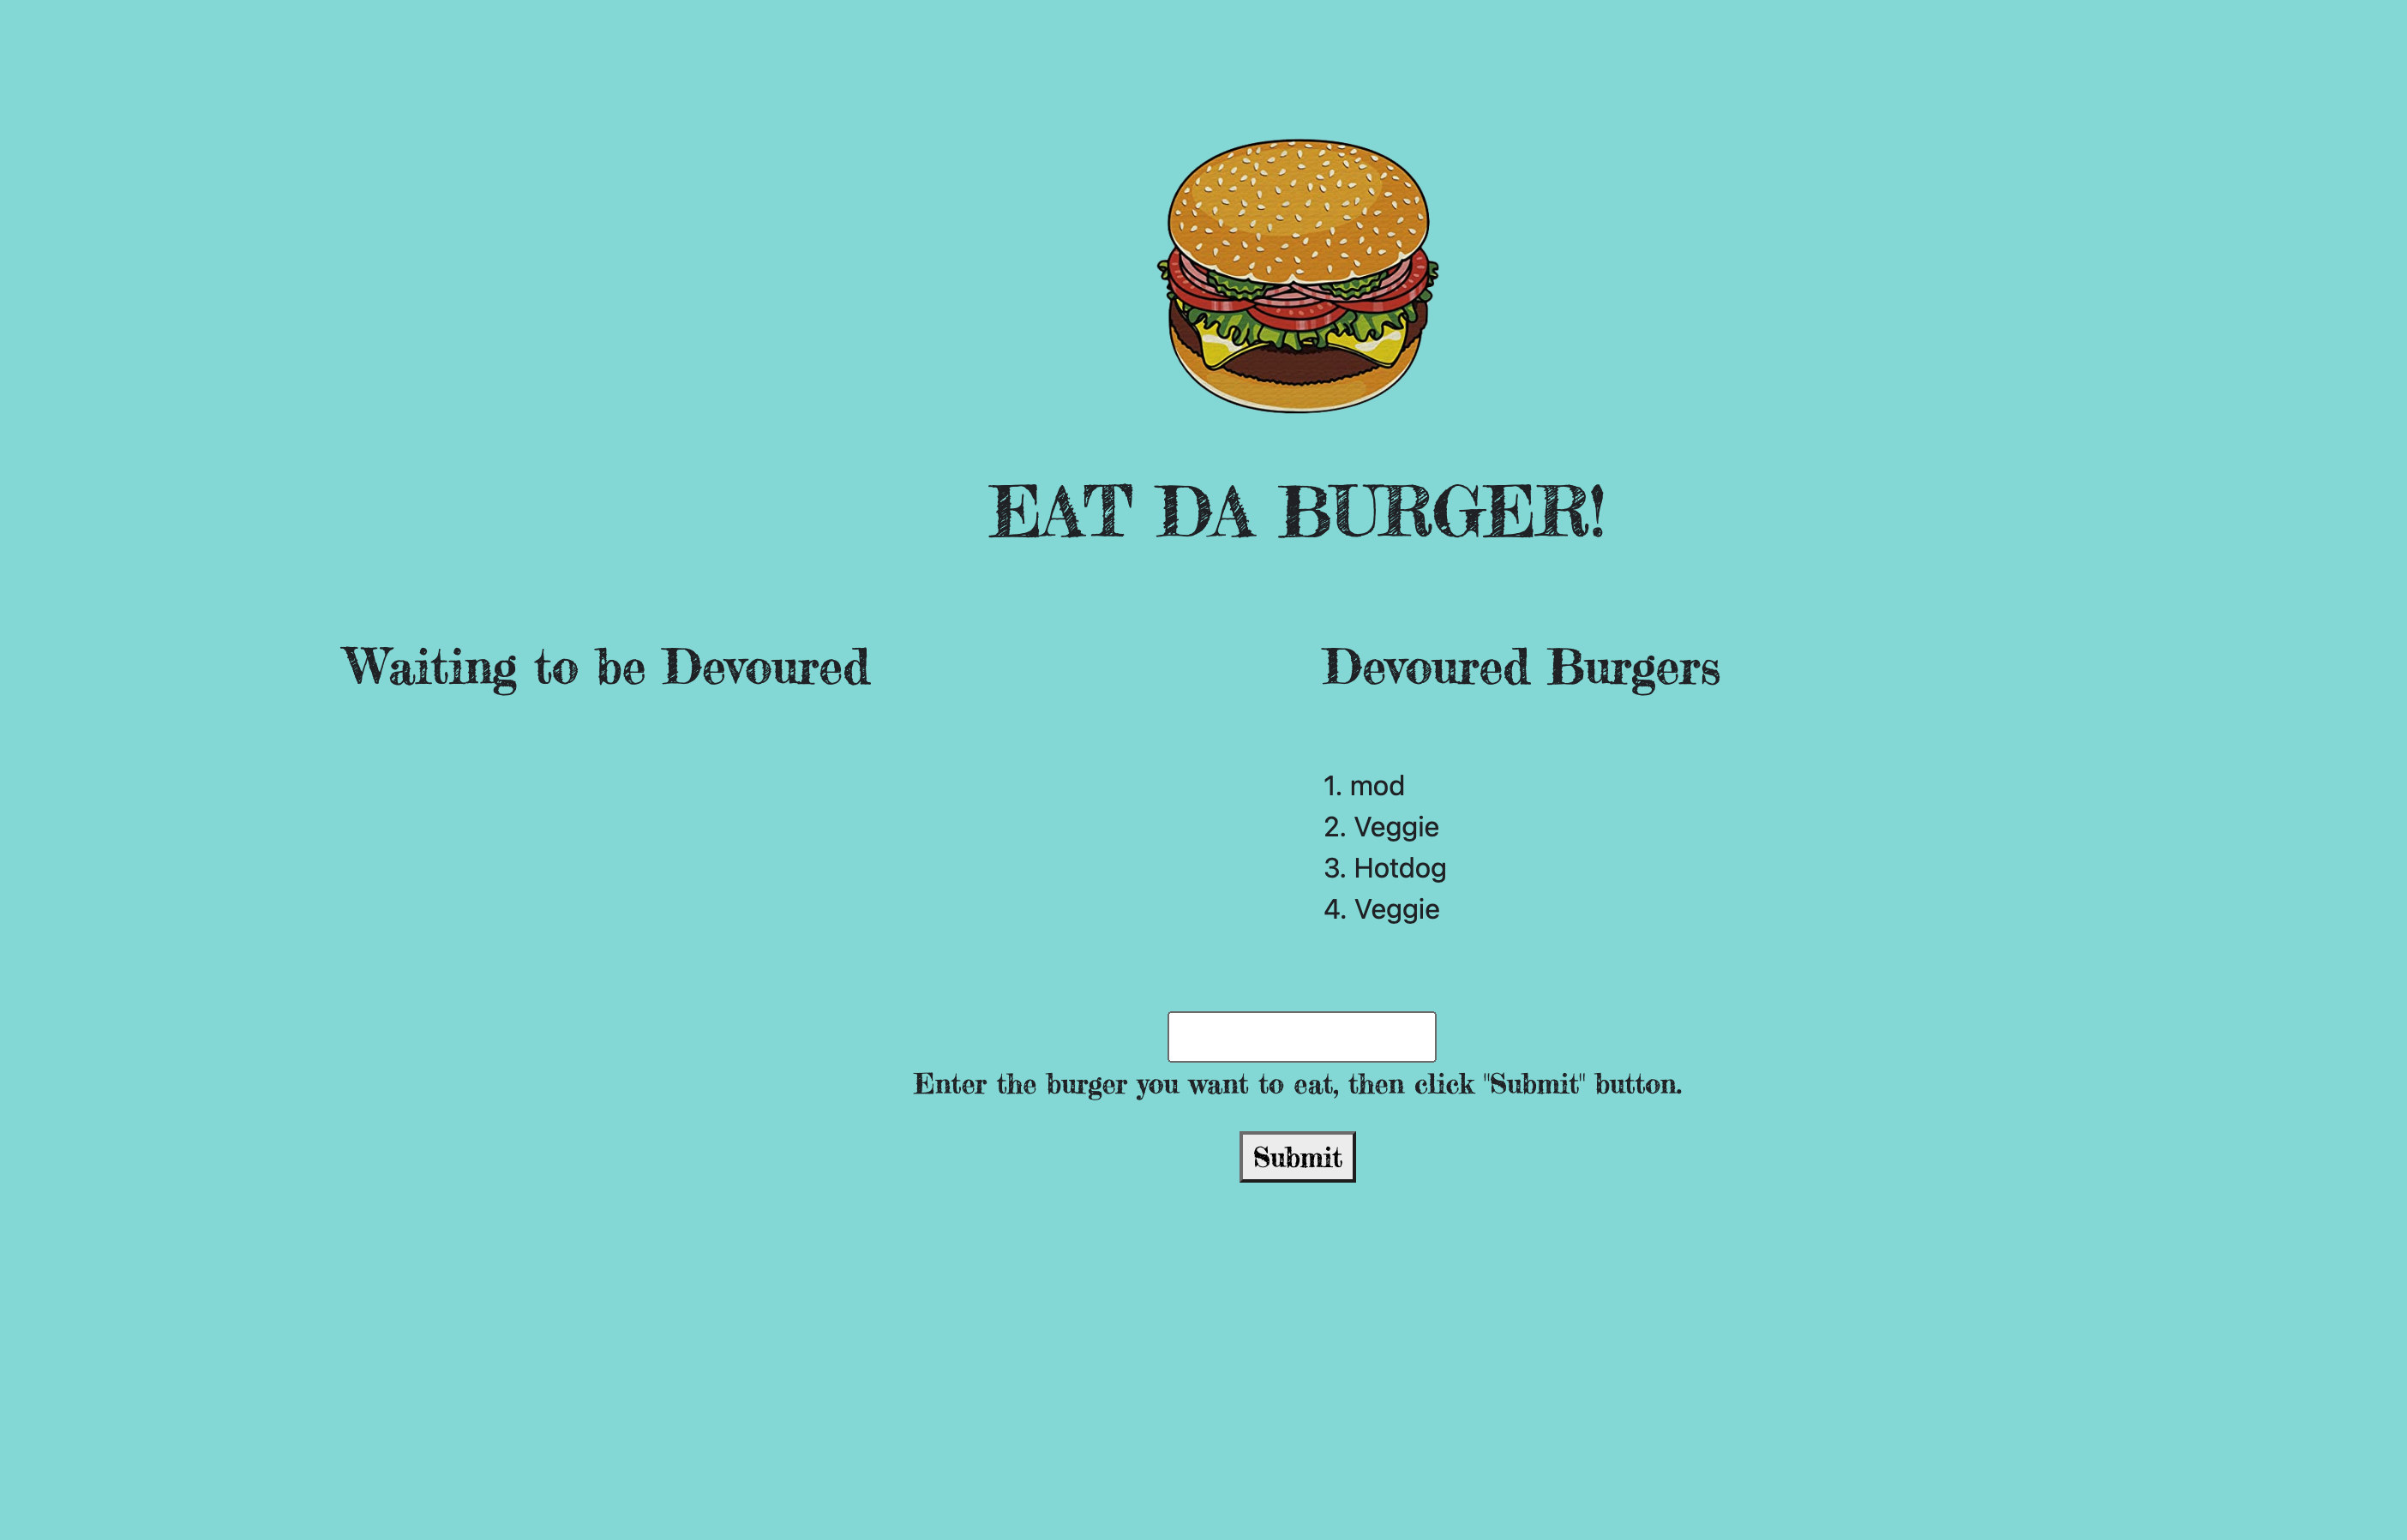 EAT DA BURGER!
Waiting to be Devoured
Devoured Burgers
1. mod
2. Veggie
3. Hotdog
4. Veggie
Enter the burger you want to eat, then click "Submit" button.
Submit